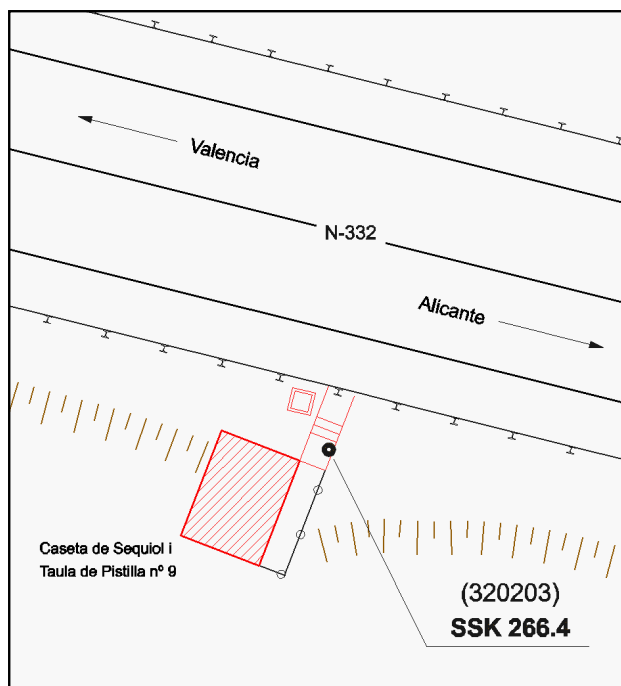 Valencia
N-332
Alicante
Caseta de Sequiol i
Taula de Pistilla nº 9
(320203)
SSK 266.4